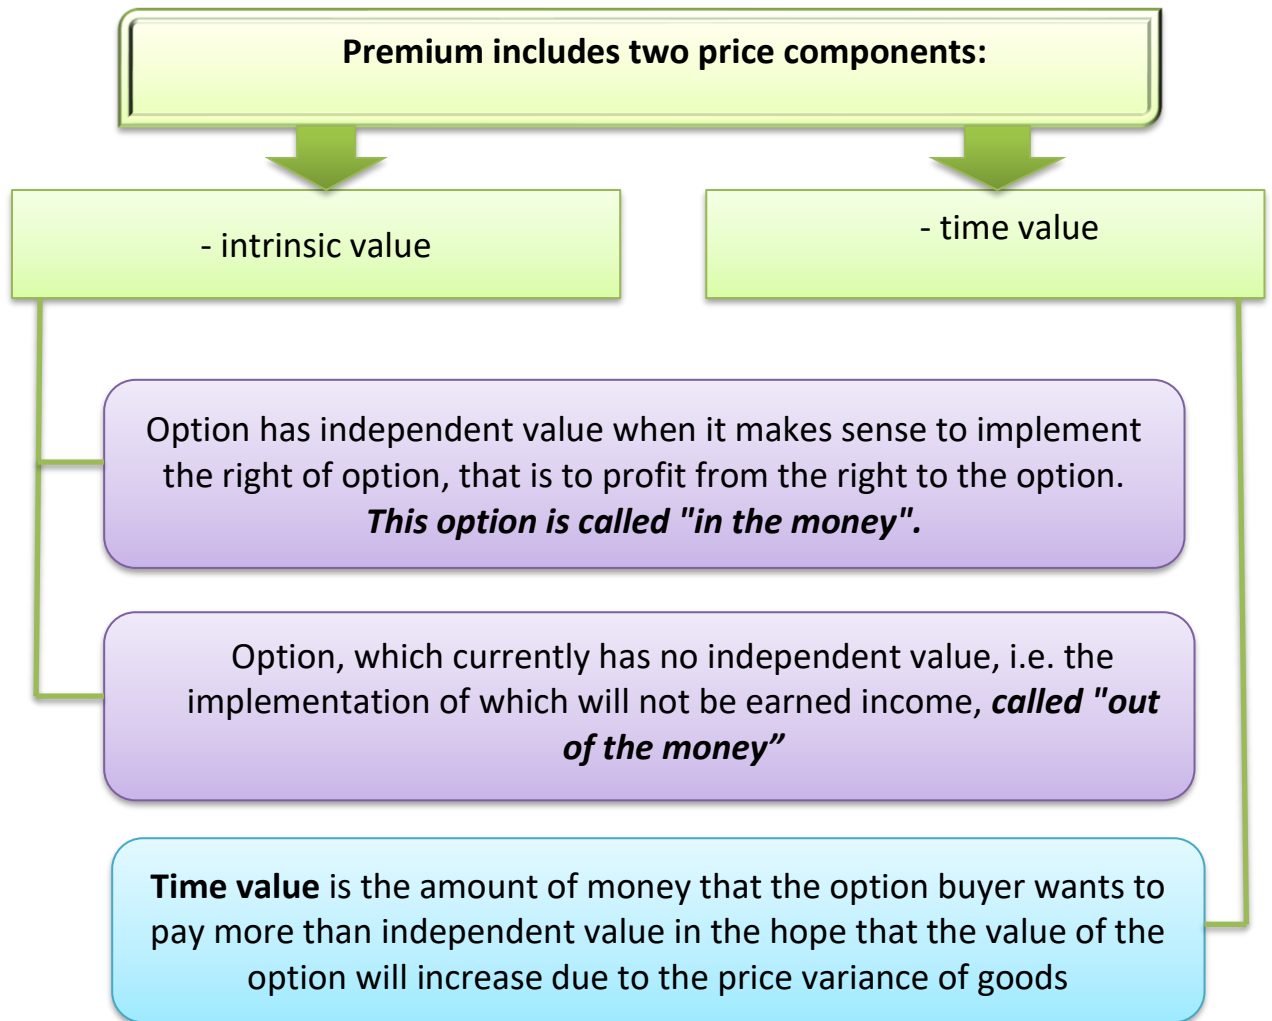 Premium includes two price components:
- intrinsic value
- time value
Option has independent value when it makes sense to implement
the right of option, that is to profit from the right to the option.
This option is called "in the money".
Option, which currently has no independent value, i.e. the
implementation of which will not be earned income, called "out
of the money”
Time value is the amount of money that the option buyer wants to
pay more than independent value in the hope that the value of the
option will increase due to the price variance of goods